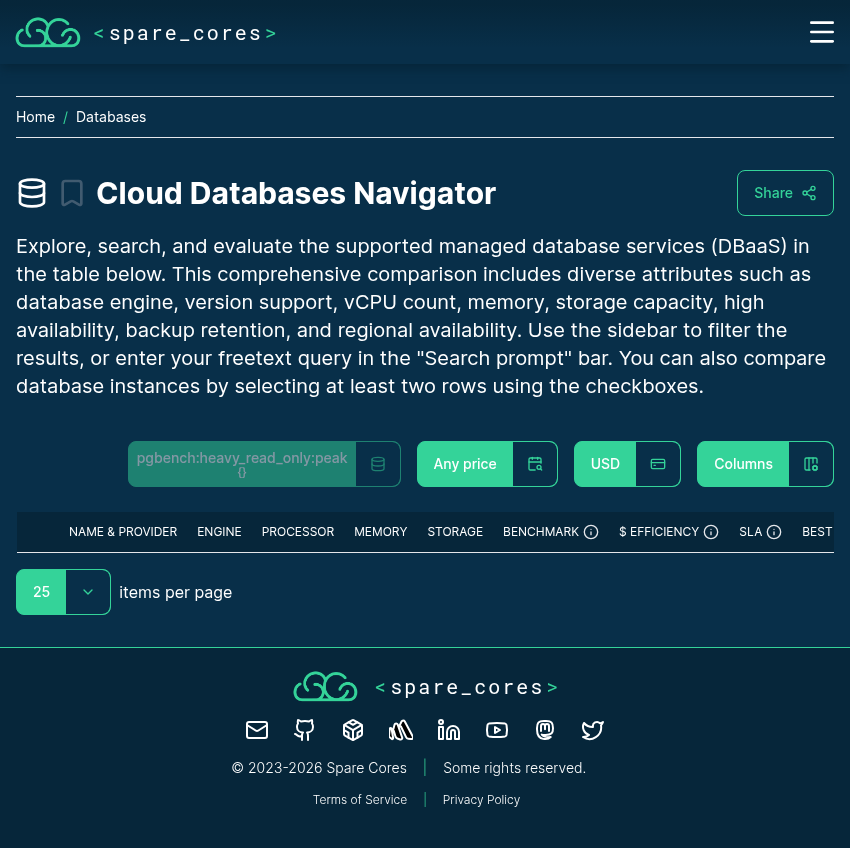 <spare_cores>
Home / Databases
Cloud Databases Navigator
Share
Explore, search, and evaluate the supported managed database services (DBaaS) in
the table below. This comprehensive comparison includes diverse attributes such as
database engine, version support, vCPU count, memory, storage capacity, high
availability, backup retention, and regional availability. Use the sidebar to filter the
results, or enter your freetext query in the "Search prompt" bar. You can also compare
database instances by selecting at least two rows using the checkboxes.
pgbench:heavy_read_only:peak
{}
Any price
USD
Columns
NAME & PROVIDER ENGINE PROCESSOR MEMORY STORAGE BENCHMARK $ EFFICIENCY SLA BEST
25 items per page
<spare_cores>
© 2023-2026 Spare Cores | Some rights reserved.
Terms of Service | Privacy Policy